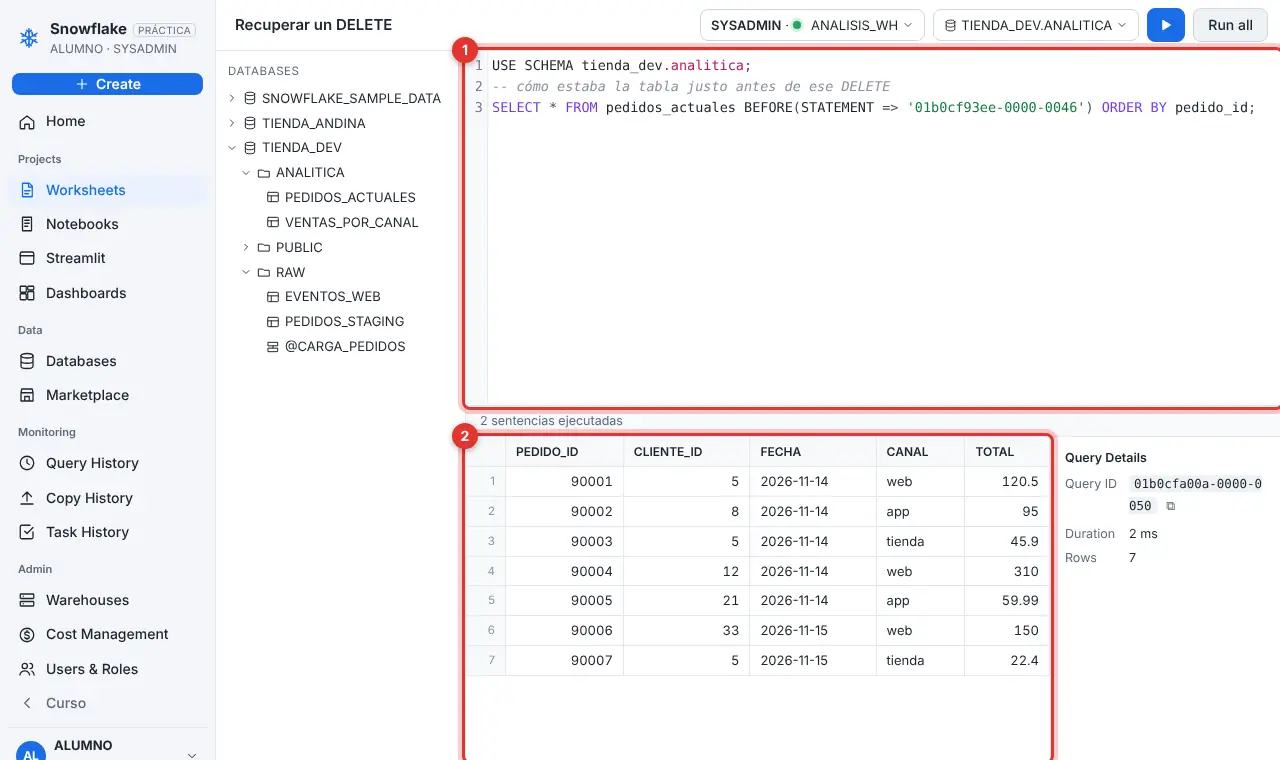 Snowflake PRÁCTICA
ALUMNO · SYSADMIN
+ Create
Home
Projects
Worksheets
Notebooks
Streamlit
Dashboards
Data
Databases
Marketplace
Monitoring
Query History
Copy History
Task History
Admin
Warehouses
Cost Management
Users & Roles
Curso
AL ALUMNO
Recuperar un DELETE
SYSADMIN · ANALISIS_WH
TIENDA_DEV.ANALITICA
Run all
DATABASES
SNOWFLAKE_SAMPLE_DATA
TIENDA_ANDINA
TIENDA_DEV
ANALITICA
PEDIDOS_ACTUALES
VENTAS_POR_CANAL
PUBLIC
RAW
EVENTOS_WEB
PEDIDOS_STAGING
@CARGA_PEDIDOS
1
1 USE SCHEMA tienda_dev.analitica;
2 -- cómo estaba la tabla justo antes de ese DELETE
3 SELECT * FROM pedidos_actuales BEFORE(STATEMENT => '01b0cf93ee-0000-0046') ORDER BY pedido_id;
2 sentencias ejecutadas
2
PEDIDO_ID CLIENTE_ID FECHA CANAL TOTAL
1 90001 5 2026-11-14 web 120.5
2 90002 8 2026-11-14 app 95
3 90003 5 2026-11-14 tienda 45.9
4 90004 12 2026-11-14 web 310
5 90005 21 2026-11-14 app 59.99
6 90006 33 2026-11-15 web 150
7 90007 5 2026-11-15 tienda 22.4
Query Details
Query ID 01b0cfa00a-0000-0
050
Duration 2 ms
Rows 7